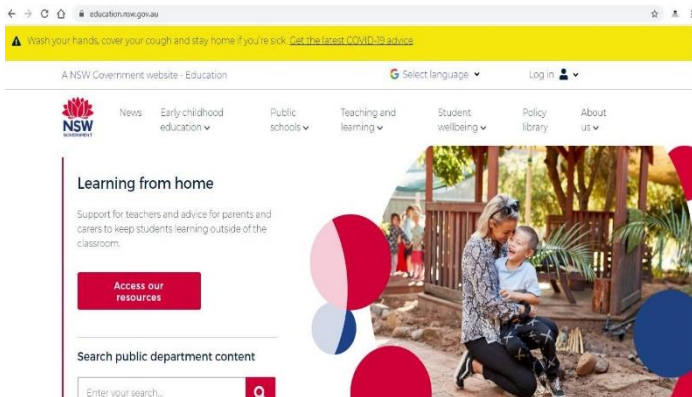 education.nsw.gov.au
Wash your hands, cover your cough and stay home if you're sick. Get the latest COVID-19 advice
A NSW Government website - Education
Select language
Log in
News
Early childhood
education
Public
schools
Teaching and
learning
Student
wellbeing
Policy
library
About
us
NSW
GOVERNMENT
Learning from home
Support for teachers and advice for parents and
carers to keep students learning outside of the
classroom.
Access our
resources
Search public department content
Enter your search...